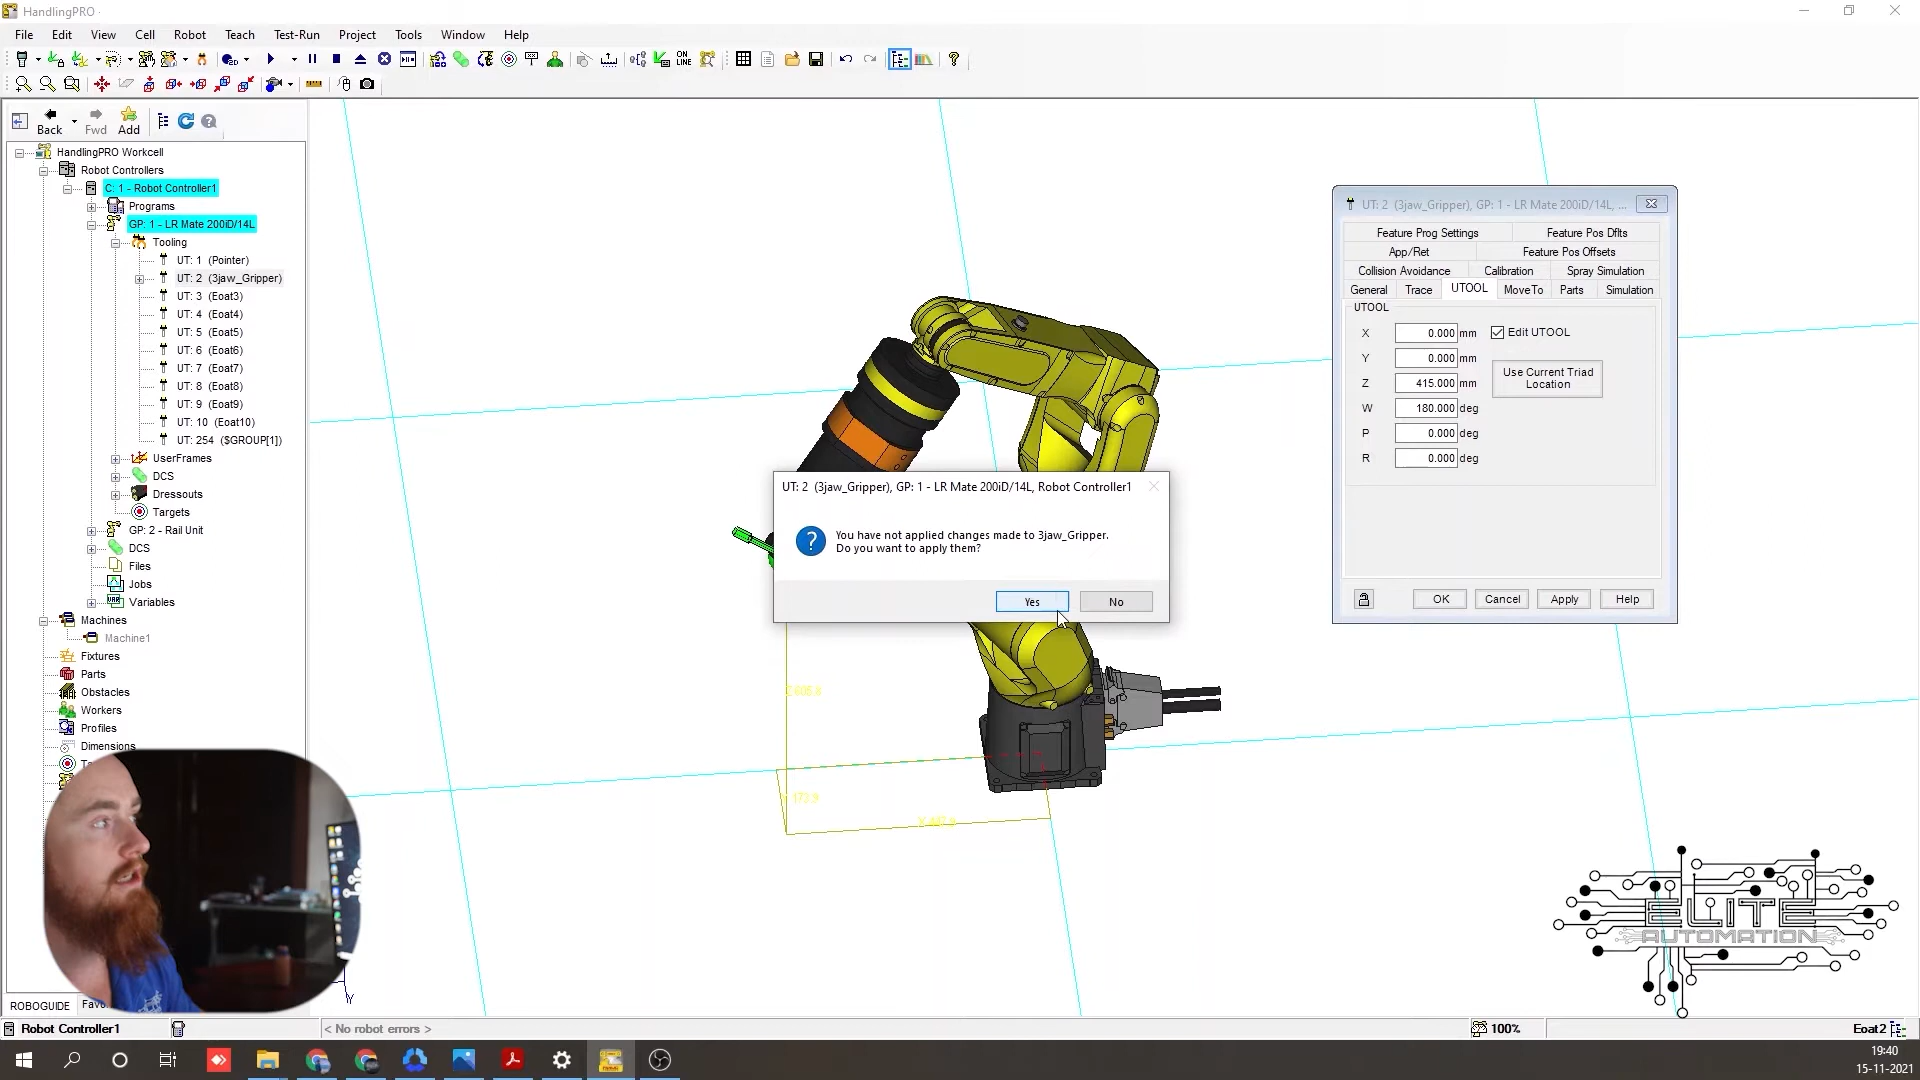 HandlingPRO -
File Edit View Cell Robot Teach Test-Run Project Tools Window Help
ON
LINE
Back Fwd Add
HandlingPRO Workcell
Robot Controllers
C: 1 - Robot Controller1
Programs
GP: 1 - LR Mate 200iD/14L
Tooling
UT: 1 (Pointer)
UT: 2 (3jaw_Gripper)
UT: 3 (Eoat3)
UT: 4 (Eoat4)
UT: 5 (Eoat5)
UT: 6 (Eoat6)
UT: 7 (Eoat7)
UT: 8 (Eoat8)
UT: 9 (Eoat9)
UT: 10 (Eoat10)
UT: 254 ($GROUP[1])
UserFrames
DCS
Dressouts
Targets
GP: 2 - Rail Unit
DCS
Files
Jobs
Variables
Machines
Machine1
Fixtures
Parts
Obstacles
Workers
Profiles
Dimensions
ROBOGUIDE
UT: 2 (3jaw_Gripper), GP: 1 - LR Mate 200iD/14L, Robot Controller1
You have not applied changes made to 3jaw_Gripper.
Do you want to apply them?
Yes No
UT: 2 (3jaw_Gripper), GP: 1 - LR Mate 200iD/14L, ...
Feature Prog Settings Feature Pos Dflts
App/Ret Feature Pos Offsets
Collision Avoidance Calibration Spray Simulation
General Trace UTOOL MoveTo Parts Simulation
UTOOL
X 0.000 mm Edit UTOOL
Y 0.000 mm
Use Current Triad
Location
Z 415.000 mm
W 180.000 deg
P 0.000 deg
R 0.000 deg
OK Cancel Apply Help
ELITE
AUTOMATION
Y
Robot Controller1
< No robot errors >
100%
Eoat2
19:40
15-11-2021